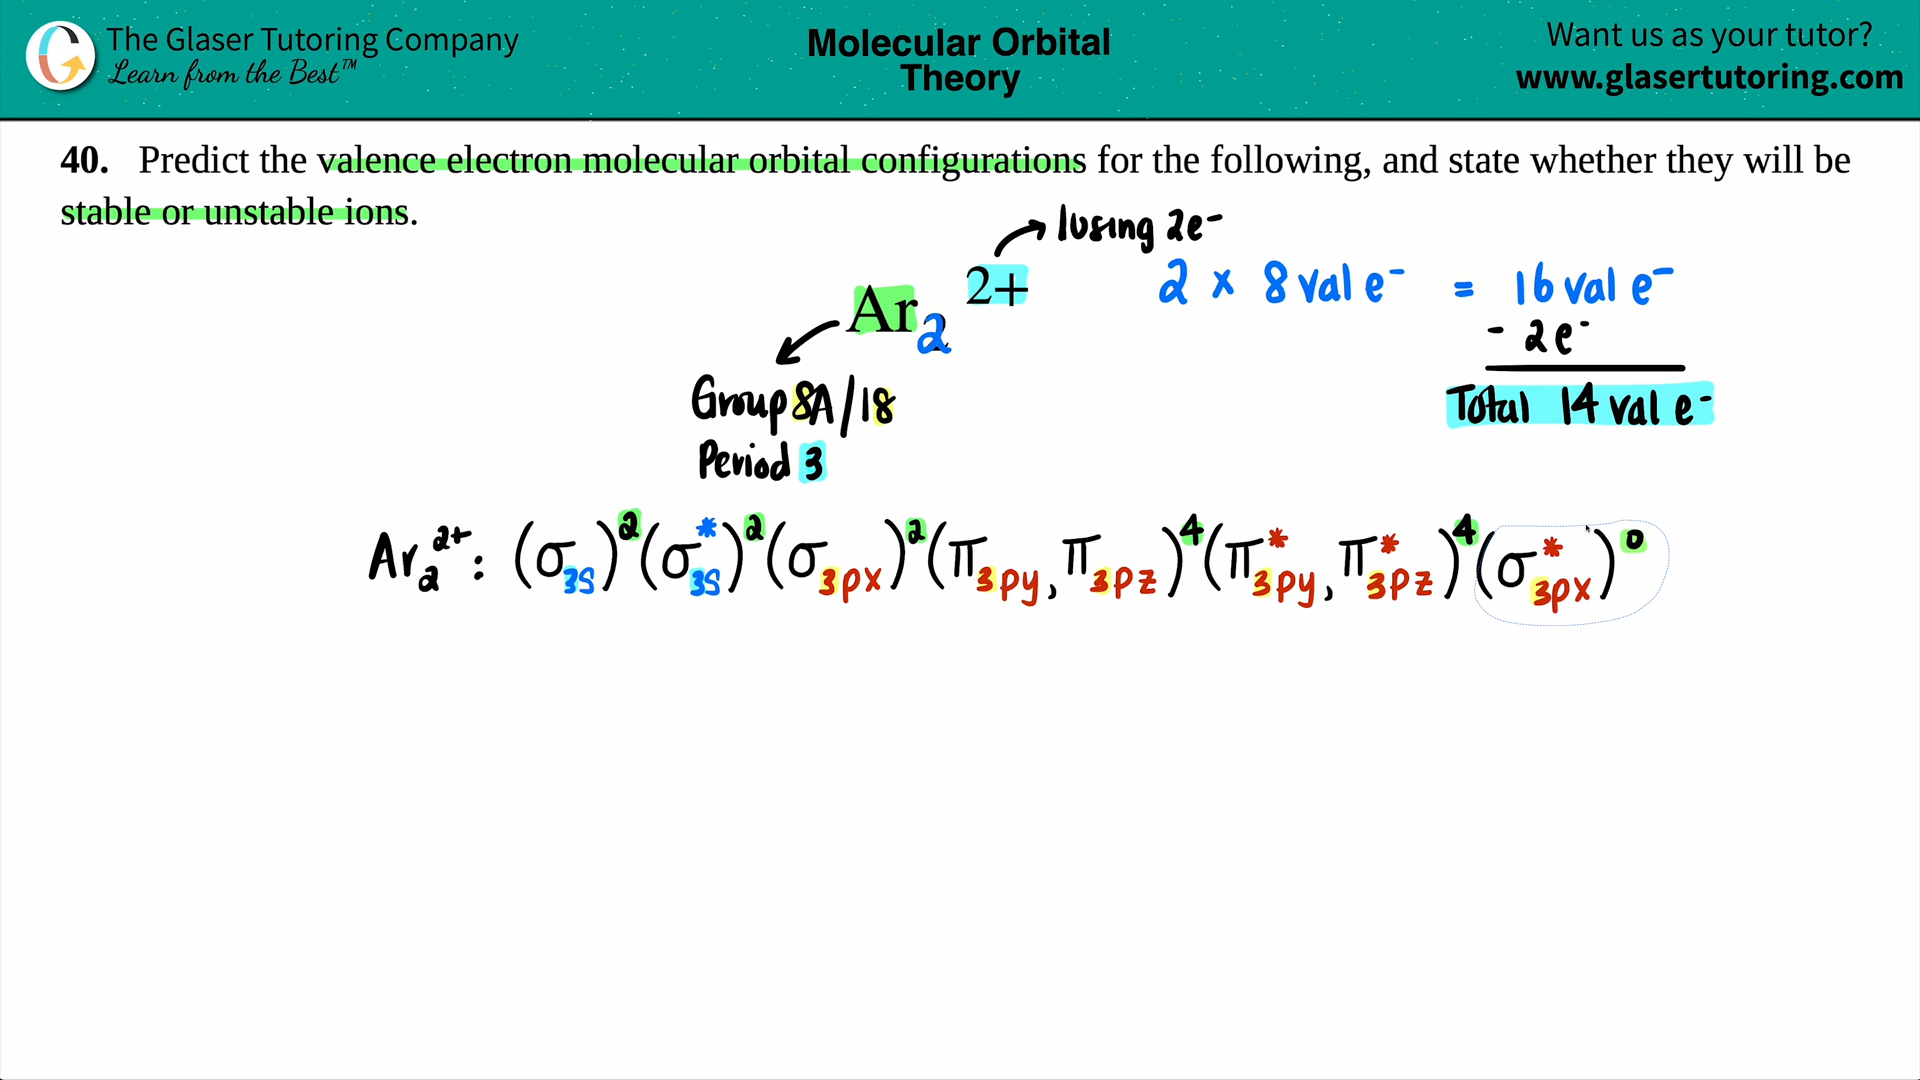 The Glaser Tutoring Company
Learn from the Best™
Molecular Orbital
Theory
Want us as your tutor?
www.glasertutoring.com
40. Predict the valence electron molecular orbital configurations for the following, and state whether they will be
stable or unstable ions.
losing 2e⁻
Ar₂ 2+
2 x 8 val e⁻ = 16 val e⁻
- 2e⁻
Total 14 val e⁻
Group 8A/18
Period 3
Ar₂²⁺: (σ3s)²(σ*3s)²(σ3px)²(π3py, π3pz)⁴(π*3py, π*3pz)⁴(σ*3px)⁰